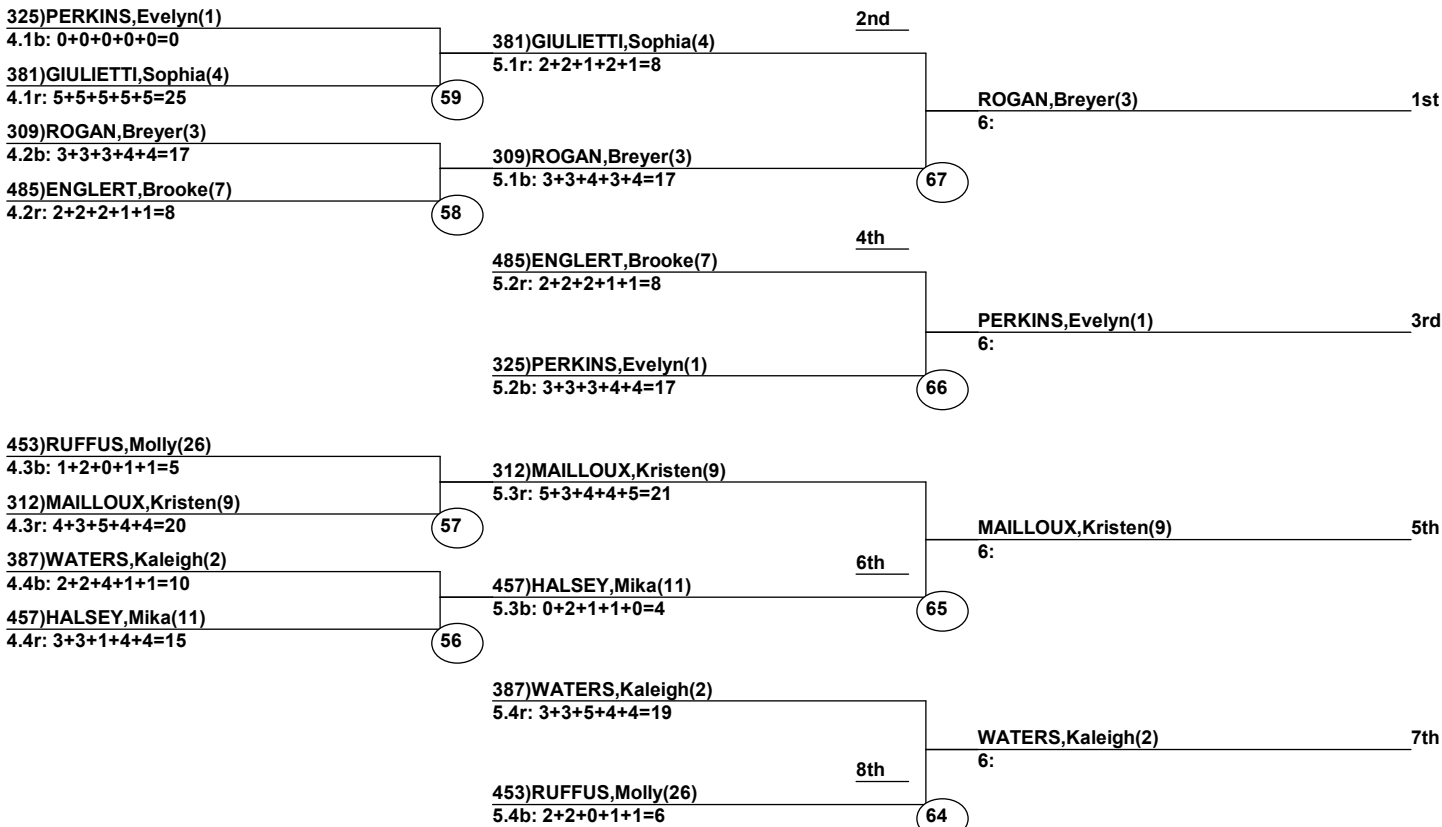 325)PERKINS,Evelyn(1)
4.1b: 0+0+0+0+0=0
381)GIULIETTI,Sophia(4)
4.1r: 5+5+5+5+5=25
59
309)ROGAN,Breyer(3)
4.2b: 3+3+3+4+4=17
485)ENGLERT,Brooke(7)
4.2r: 2+2+2+1+1=8
58
453)RUFFUS,Molly(26)
4.3b: 1+2+0+1+1=5
312)MAILLOUX,Kristen(9)
4.3r: 4+3+5+4+4=20
57
387)WATERS,Kaleigh(2)
4.4b: 2+2+4+1+1=10
457)HALSEY,Mika(11)
4.4r: 3+3+1+4+4=15
56
2nd
381)GIULIETTI,Sophia(4)
5.1r: 2+2+1+2+1=8
309)ROGAN,Breyer(3)
5.1b: 3+3+4+3+4=17
67
4th
485)ENGLERT,Brooke(7)
5.2r: 2+2+2+1+1=8
325)PERKINS,Evelyn(1)
5.2b: 3+3+3+4+4=17
66
312)MAILLOUX,Kristen(9)
5.3r: 5+3+4+4+5=21
6th
457)HALSEY,Mika(11)
5.3b: 0+2+1+1+0=4
65
387)WATERS,Kaleigh(2)
5.4r: 3+3+5+4+4=19
8th
453)RUFFUS,Molly(26)
5.4b: 2+2+0+1+1=6
64
ROGAN,Breyer(3) 1st
6:
PERKINS,Evelyn(1) 3rd
6:
MAILLOUX,Kristen(9) 5th
6:
WATERS,Kaleigh(2) 7th
6: